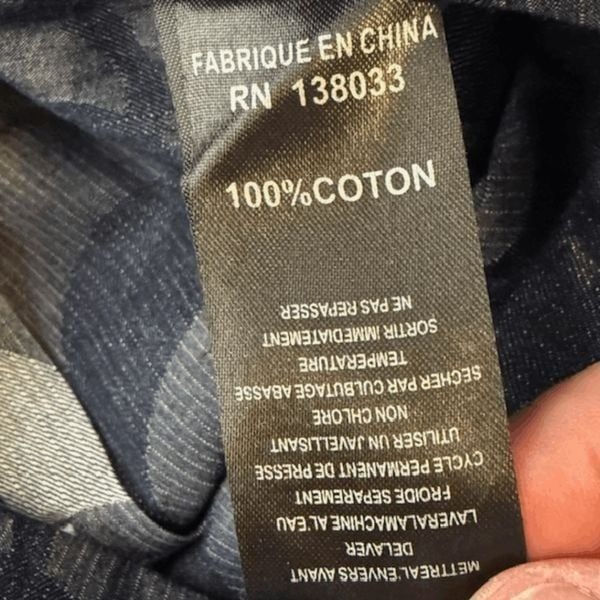 FABRIQUE EN CHINA
RN 138033
100%COTON
METTREAL'ENVERS AVANT
DELAVER
LAVERALAMACHINE AL'EAU
FROIDE SEPAREMENT
CYCLE PERMANENT DE PRESSE
UTILISER UN JAVELLISANT
NON CHLORE
SECHER PAR CULBUTAGE ABASSE
TEMPERATURE
SORTIR IMMEDIATEMENT
NE PAS REPASSER